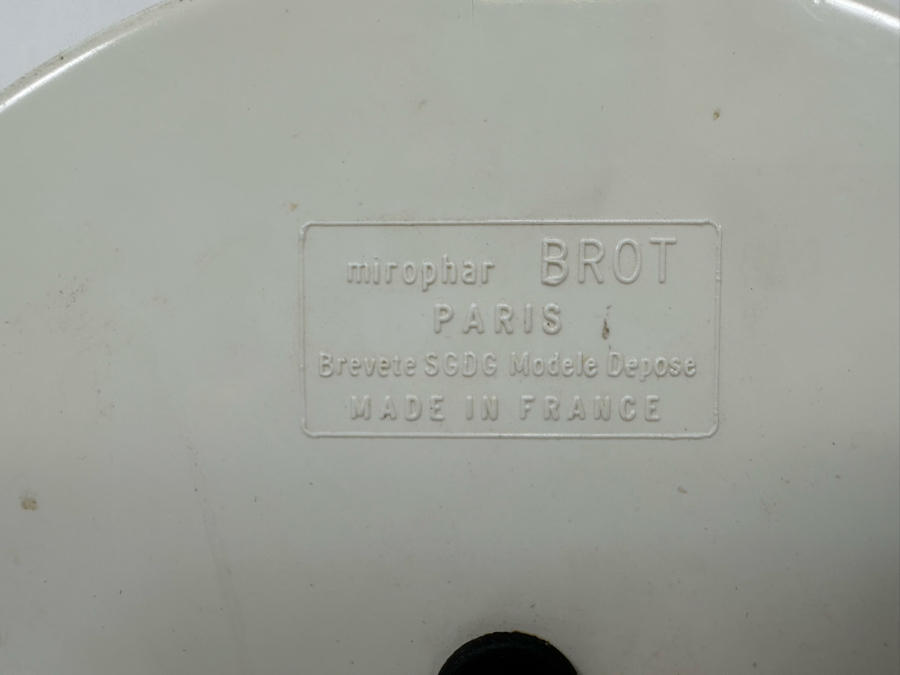 mirophar BROT
PARIS
Brevete SGDG Modele Depose
MADE IN FRANCE